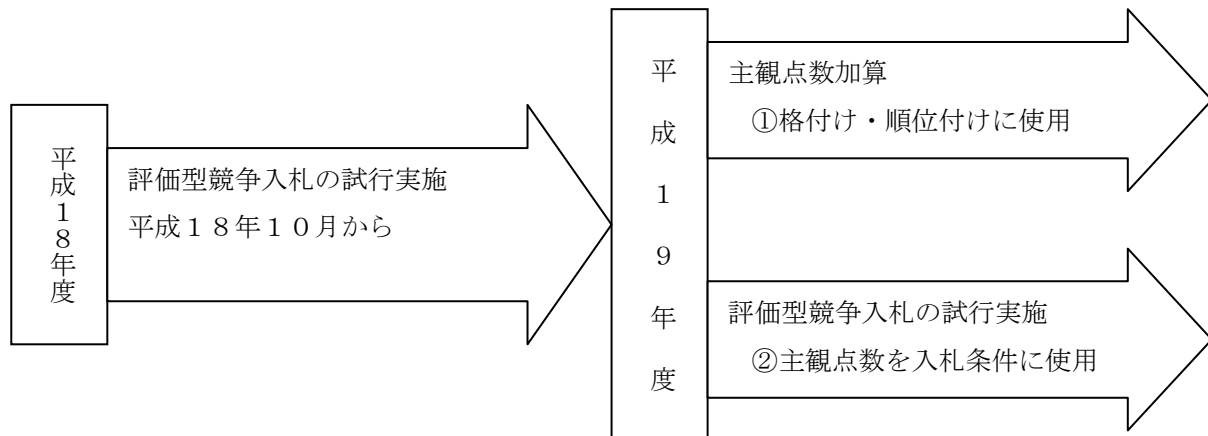 平成１８年度
評価型競争入札の試行実施
平成１８年１０月から
平成１９年度
主観点数加算
①格付け・順位付けに使用
評価型競争入札の試行実施
②主観点数を入札条件に使用